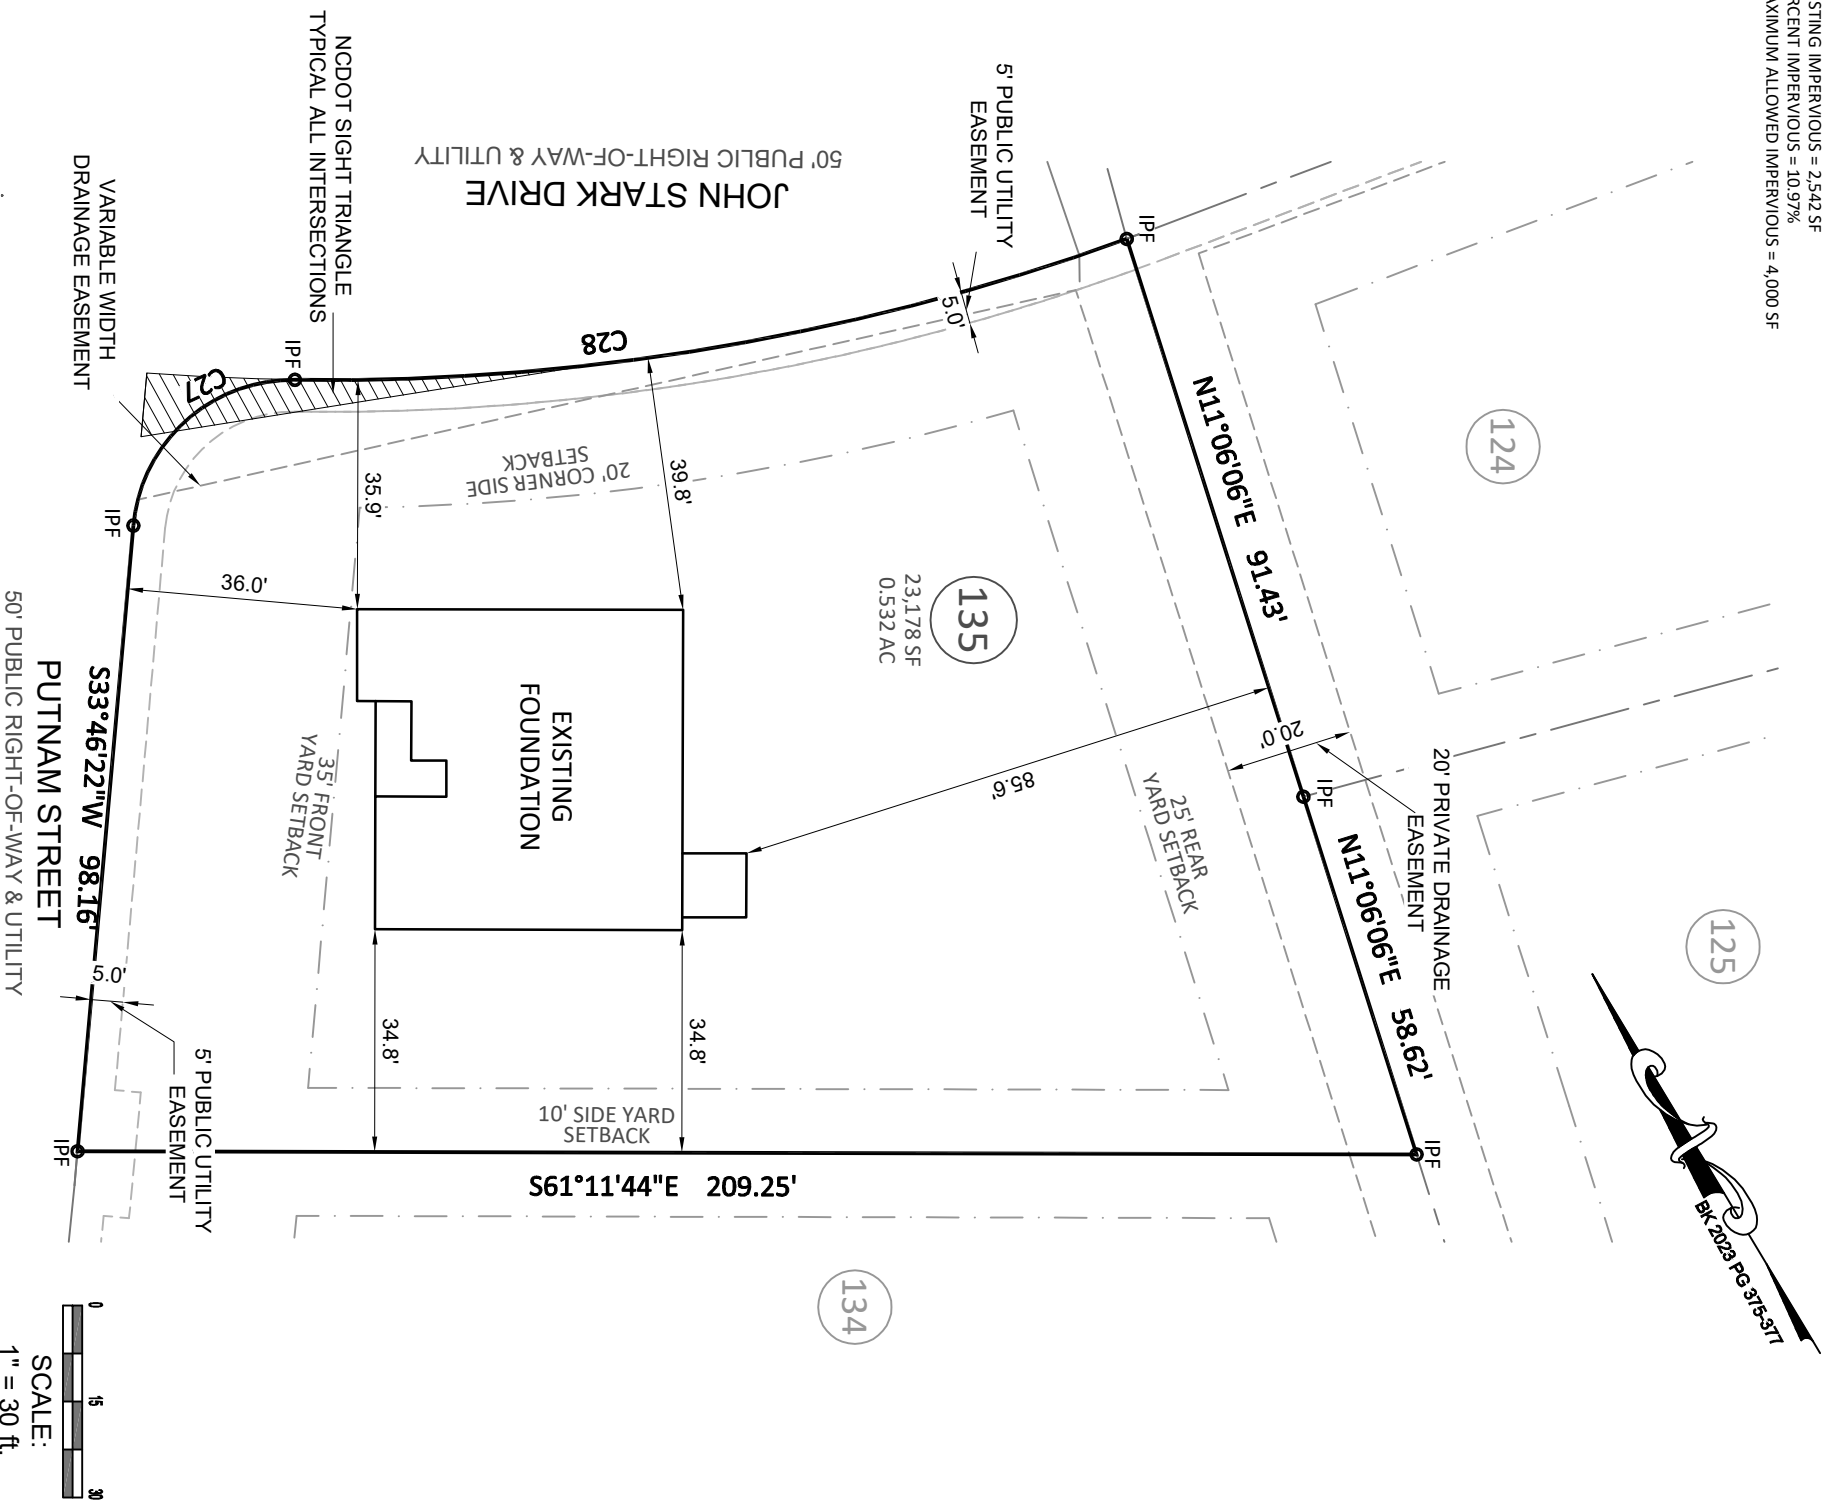 STING IMPERVIOUS = 2,542 SF
RCENT IMPERVIOUS = 10.97%
AXIMUM ALLOWED IMPERVIOUS = 4,000 SF
NCDOT SIGHT TRIANGLE
TYPICAL ALL INTERSECTIONS
50' PUBLIC RIGHT-OF-WAY & UTILITY
JOHN STARK DRIVE
5' PUBLIC UTILITY
EASEMENT
VARIABLE WIDTH
DRAINAGE EASEMENT
IPF
IPF
IPF
IPF
IPF
IPF
C27
C28
5.0'
N11°06'06"E 91.43'
124
20' CORNER SIDE
SETBACK
35.9'
39.8'
36.0'
135
23,178 SF
0.532 AC
EXISTING
FOUNDATION
85.6'
20.0'
20' PRIVATE DRAINAGE
EASEMENT
N11°06'06"E 58.62'
125
25' REAR
YARD SETBACK
35' FRONT
YARD SETBACK
S33°46'22"W 98.16'
PUTNAM STREET
50' PUBLIC RIGHT-OF-WAY & UTILITY
5.0'
5' PUBLIC UTILITY
EASEMENT
34.8'
34.8'
10' SIDE YARD
SETBACK
S61°11'44"E 209.25'
134
BK 2023 PG 375-377
0
15
30
SCALE:
1" = 30 ft.